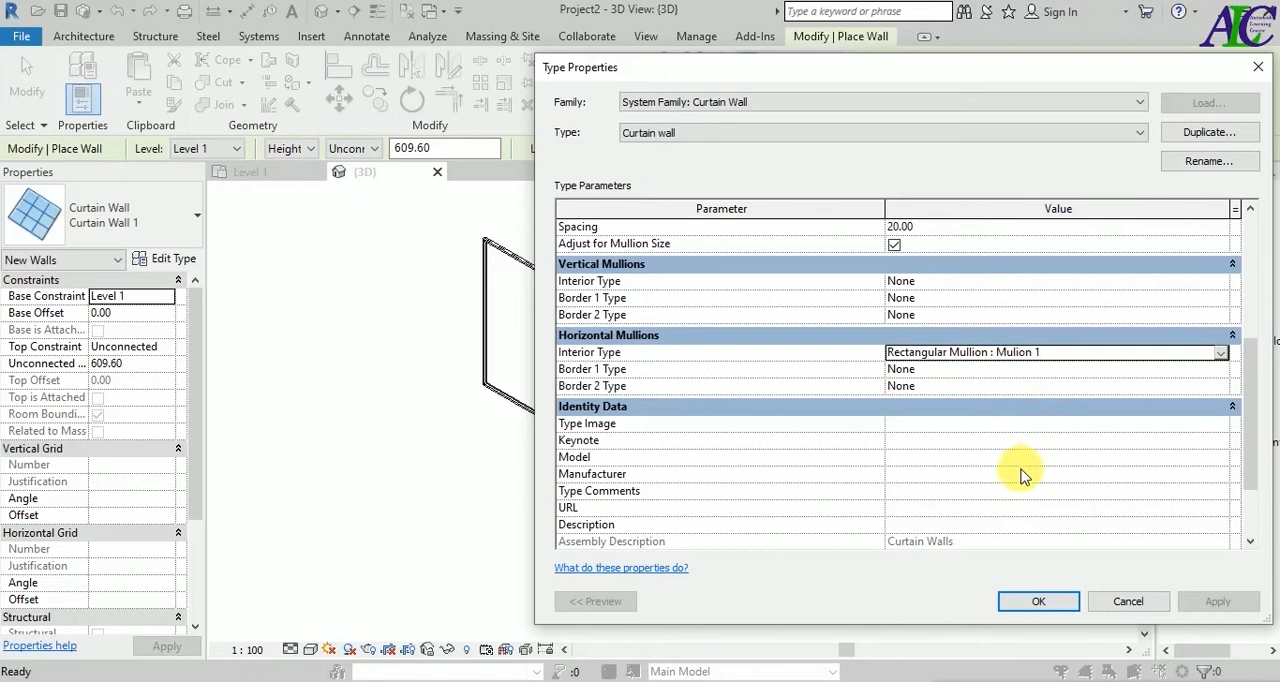 Project2 - 3D View: {3D}
Type a keyword or phrase
Sign In
ALC
Autodesk
Learning
Centre
File
Architecture
Structure
Steel
Systems
Insert
Annotate
Analyze
Massing & Site
ollaborate
View
Manage
Add-Ins
Modify | Place Wall
Modify
Paste
Cope
Cut
Join
Select
Properties
Clipboard
Geometry
Modify
Modify | Place Wall
Level:
Level 1
Height
Unconr
609.60
Properties
Level 1
{3D}
Curtain Wall
Curtain Wall 1
New Walls
Edit Type
Constraints
Base Constraint Level 1
Base Offset 0.00
Base is Attach...
Top Constraint Unconnected
Unconnected ... 609.60
Top Offset 0.00
Top is Attach...
Room Boundi...
Related to Mass
Vertical Grid
Number
Justification
Angle
Offset
Horizontal Grid
Number
Justification
Angle
Offset
Structural
Properties help
Apply
Type Properties
Family: System Family: Curtain Wall
Load...
Type: Curtain wall
Duplicate...
Rename...
Type Parameters
Parameter Value =
Spacing 20.00
Adjust for Mullion Size
Vertical Mullions
Interior Type None
Border 1 Type None
Border 2 Type None
Horizontal Mullions
Interior Type Rectangular Mullion : Mulion 1
Border 1 Type None
Border 2 Type None
Identity Data
Type Image
Keynote
Model
Manufacturer
Type Comments
URL
Description
Assembly Description Curtain Walls
What do these properties do?
<< Preview
OK
Cancel
Apply
1 : 100
Ready
:0
Main Model
:0